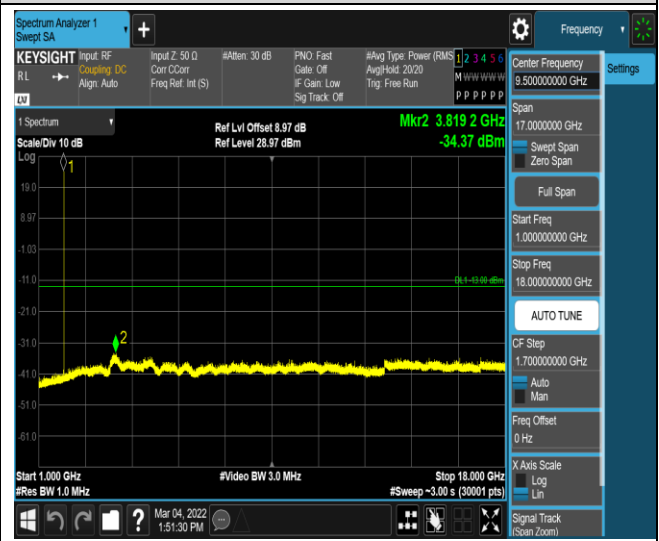 Spectrum Analyzer 1
Swept SA
Frequency
KEYSIGHT
RL
LXI
Input: RF
Coupling: DC
Align: Auto
Input Z: 50 Ω
Corr CCorr
Freq Ref: Int (S)
#Atten: 30 dB
PNO: Fast
Gate: Off
IF Gain: Low
Sig Track: Off
#Avg Type: Power (RMS
Avg|Hold: 20/20
Trig: Free Run
1 2 3 4 5 6
M W W W W W
P P P P P P
1 Spectrum
Scale/Div 10 dB
Log
Ref Lvl Offset 8.97 dB
Ref Level 28.97 dBm
Mkr2 3.819 2 GHz
-34.37 dBm
1
19.0
8.97
-1.03
-11.0
DL1 -13.00 dBm
-21.0
-31.0
2
-41.0
-51.0
-61.0
Start 1.000 GHz
#Res BW 1.0 MHz
#Video BW 3.0 MHz
Stop 18.000 GHz
#Sweep ~3.00 s (30001 pts)
?
Mar 04, 2022
1:51:30 PM
Center Frequency
9.500000000 GHz
Span
17.0000000 GHz
Swept Span
Zero Span
Full Span
Start Freq
1.000000000 GHz
Stop Freq
18.000000000 GHz
AUTO TUNE
CF Step
1.700000000 GHz
Auto
Man
Freq Offset
0 Hz
X Axis Scale
Log
Lin
Signal Track
(Span Zoom)
Settings